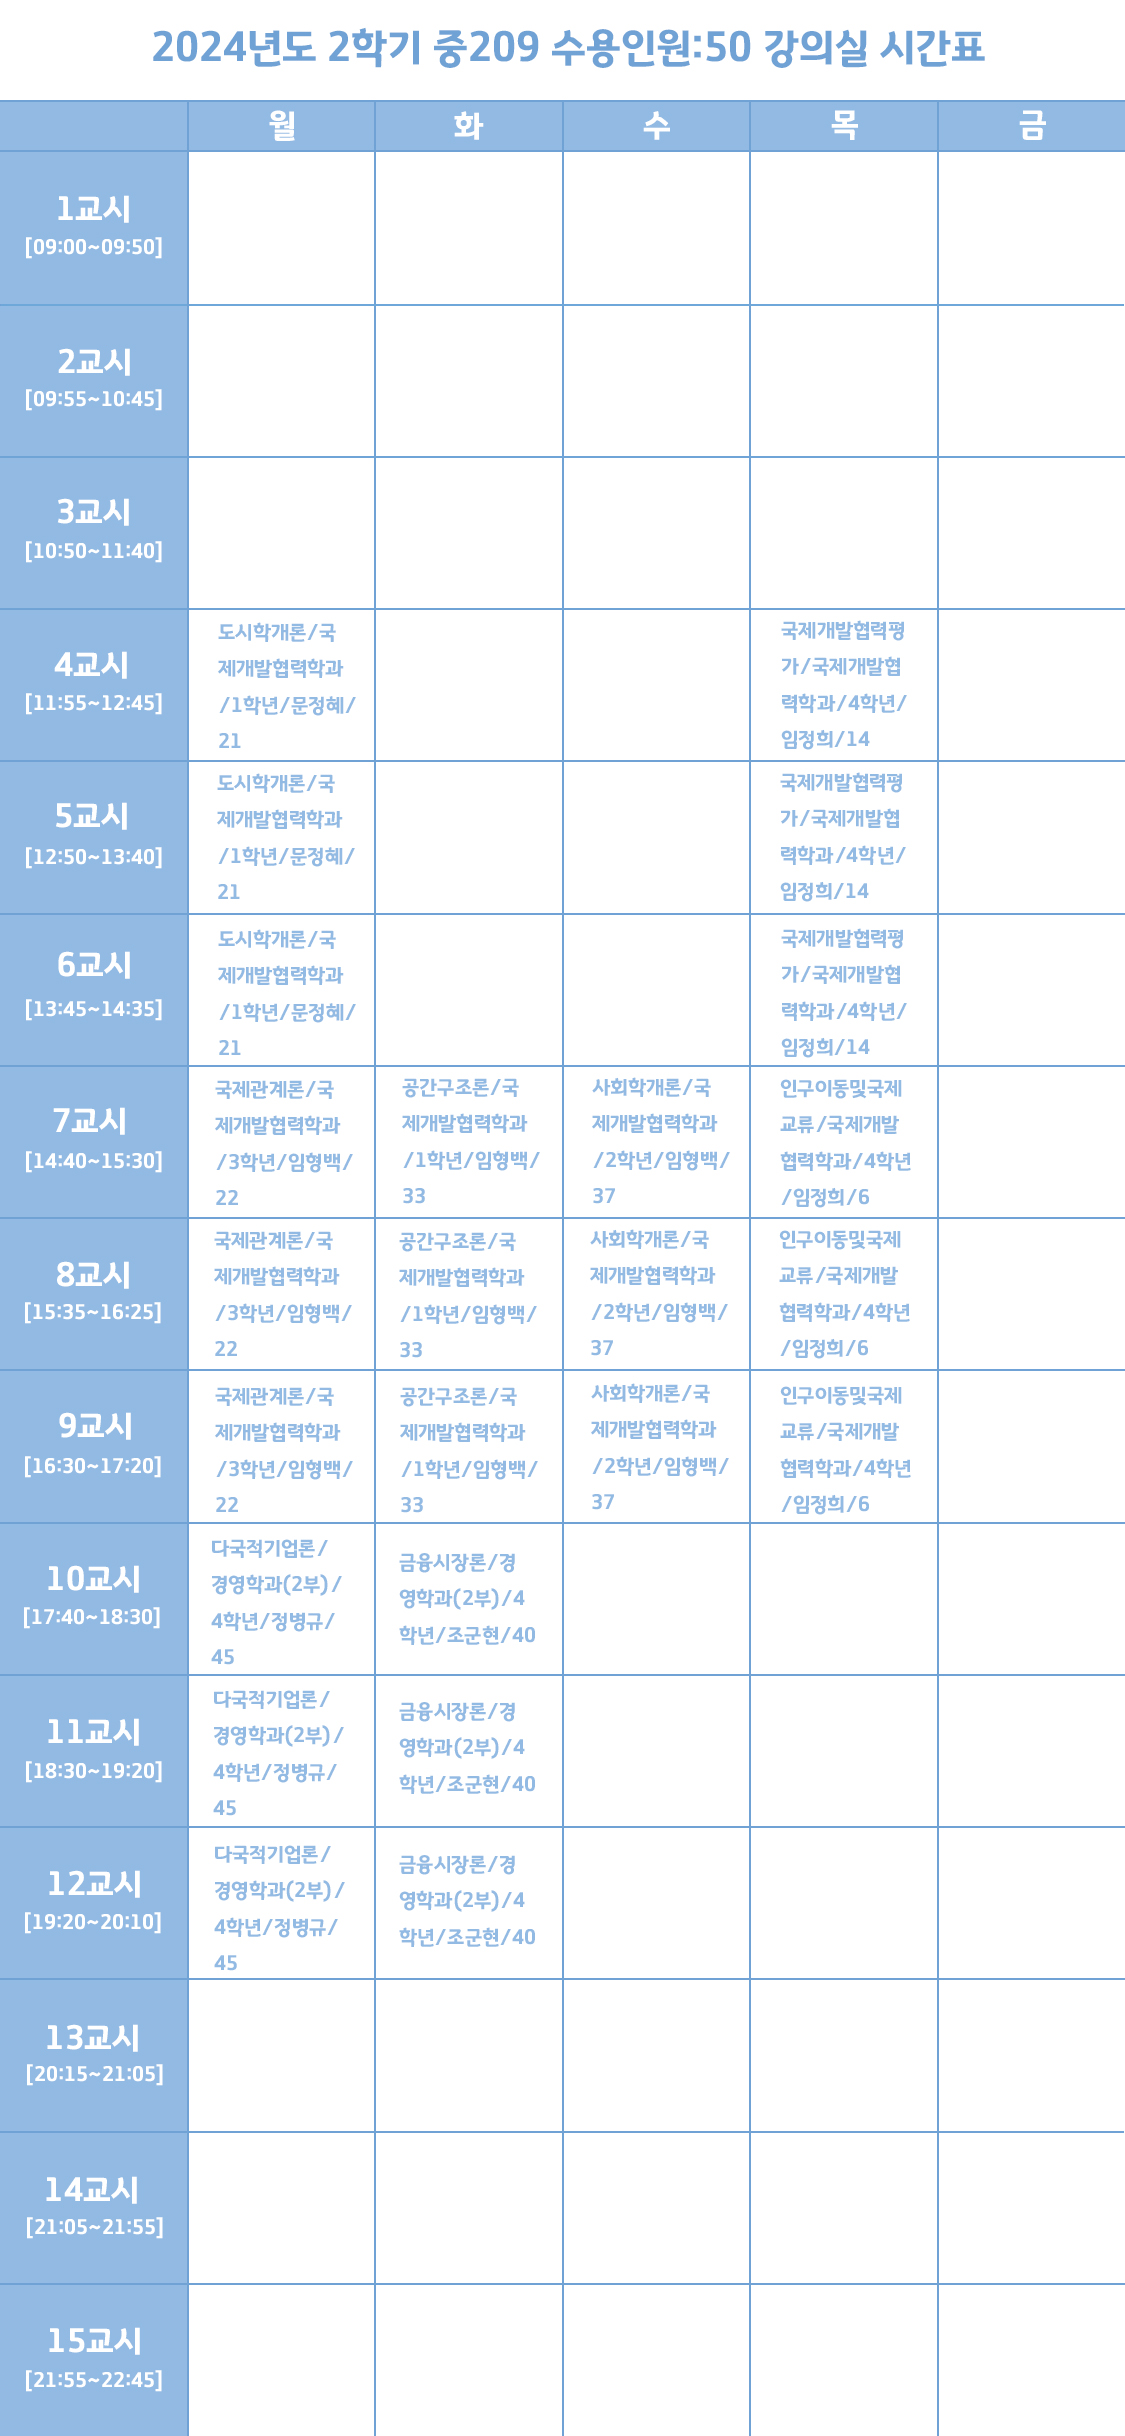 2024년도 2학기 중209 수용인원:50 강의실 시간표
월 화 수 목 금
1교시
[09:00~09:50]
2교시
[09:55~10:45]
3교시
[10:50~11:40]
4교시
[11:55~12:45]
도시학개론/국
제개발협력학과
/1학년/문정혜/
21
국제개발협력평
가/국제개발협
력학과/4학년/
임정희/14
5교시
[12:50~13:40]
도시학개론/국
제개발협력학과
/1학년/문정혜/
21
국제개발협력평
가/국제개발협
력학과/4학년/
임정희/14
6교시
[13:45~14:35]
도시학개론/국
제개발협력학과
/1학년/문정혜/
21
국제개발협력평
가/국제개발협
력학과/4학년/
임정희/14
7교시
[14:40~15:30]
국제관계론/국
제개발협력학과
/3학년/임형백/
22
공간구조론/국
제개발협력학과
/1학년/임형백/
33
사회학개론/국
제개발협력학과
/2학년/임형백/
37
인구이동및국제
교류/국제개발
협력학과/4학년
/임정희/6
8교시
[15:35~16:25]
국제관계론/국
제개발협력학과
/3학년/임형백/
22
공간구조론/국
제개발협력학과
/1학년/임형백/
33
사회학개론/국
제개발협력학과
/2학년/임형백/
37
인구이동및국제
교류/국제개발
협력학과/4학년
/임정희/6
9교시
[16:30~17:20]
국제관계론/국
제개발협력학과
/3학년/임형백/
22
공간구조론/국
제개발협력학과
/1학년/임형백/
33
사회학개론/국
제개발협력학과
/2학년/임형백/
37
인구이동및국제
교류/국제개발
협력학과/4학년
/임정희/6
10교시
[17:40~18:30]
다국적기업론/
경영학과(2부)/
4학년/정병규/
45
금융시장론/경
영학과(2부)/4
학년/조군현/40
11교시
[18:30~19:20]
다국적기업론/
경영학과(2부)/
4학년/정병규/
45
금융시장론/경
영학과(2부)/4
학년/조군현/40
12교시
[19:20~20:10]
다국적기업론/
경영학과(2부)/
4학년/정병규/
45
금융시장론/경
영학과(2부)/4
학년/조군현/40
13교시
[20:15~21:05]
14교시
[21:05~21:55]
15교시
[21:55~22:45]